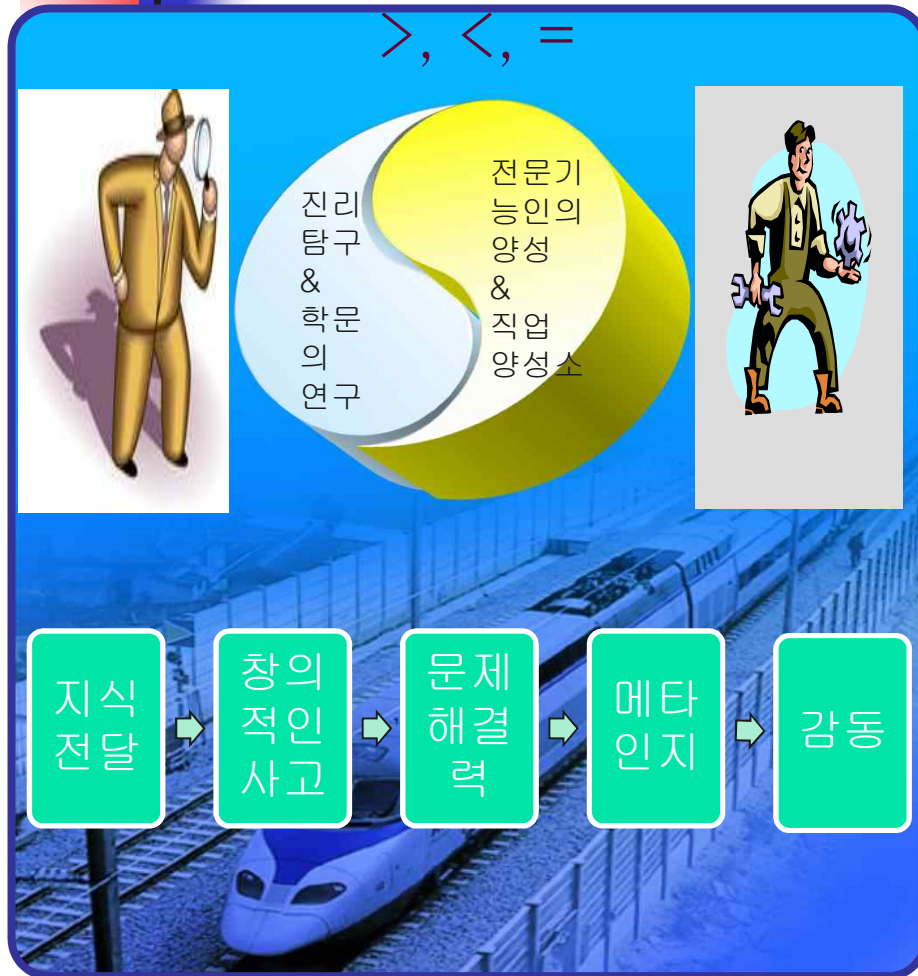 >, <, =
진리
탐구
&
학문
의
연구
전문기
능인의
양성
&
직업
양성소
지식
전달
창의
적인
사고
문제
해결
력
메타
인지
감동